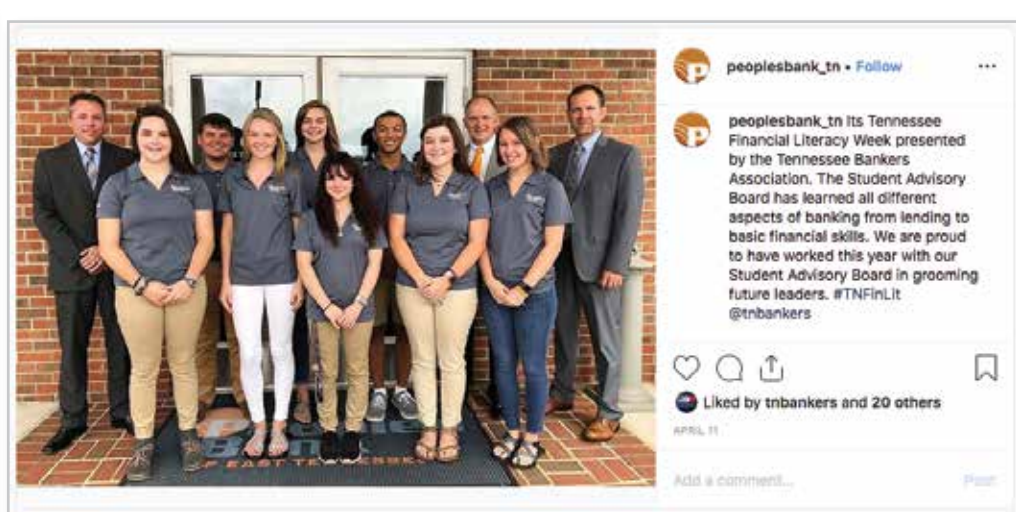 peoplesbank_tn • Follow
peoplesbank_tn Its Tennessee
Financial Literacy Week presented
by the Tennessee Bankers
Association. The Student Advisory
Board has learned all different
aspects of banking from lending to
basic financial skills. We are proud
to have worked this year with our
Student Advisory Board in grooming
future leaders. #TNFinLit
@tnbankers
Liked by tnbankers and 20 others
APRIL 11
Add a comment...
Post
P
P
Bank
EAST TENNESSEE